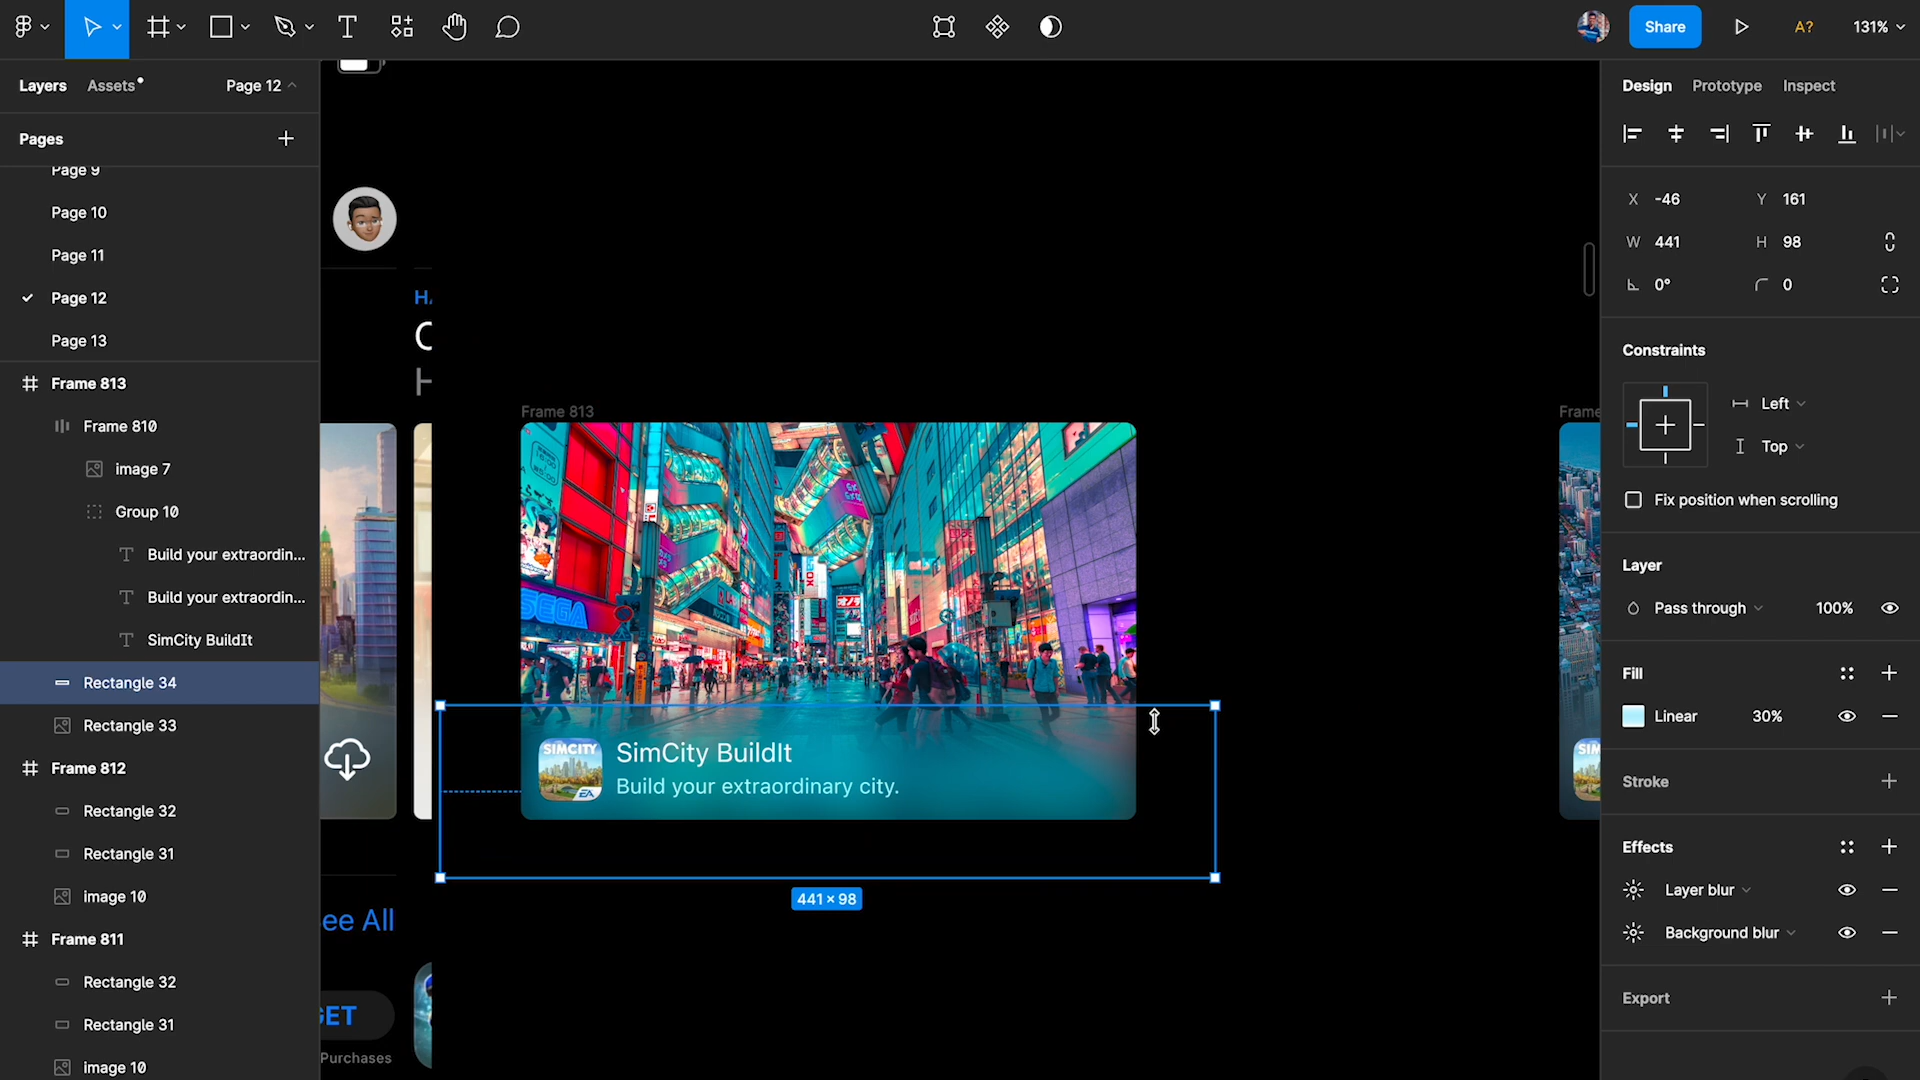 Share
A?
131%
Layers
Assets
Page 12
Pages
Page 9
Page 10
Page 11
Page 12
Page 13
Frame 813
Frame 810
image 7
Group 10
Build your extraordin...
Build your extraordin...
SimCity BuildIt
Rectangle 34
Rectangle 33
Frame 812
Rectangle 32
Rectangle 31
image 10
Frame 811
Rectangle 32
Rectangle 31
image 10
ee All
GET
Purchases
Frame 813
SEGA
SIMCITY
EA
SimCity BuildIt
Build your extraordinary city.
441 × 98
Frame
Design
Prototype
Inspect
X -46
Y 161
W 441
H 98
0°
0
Constraints
Left
Top
Fix position when scrolling
Layer
Pass through
100%
Fill
Linear
30%
Stroke
Effects
Layer blur
Background blur
Export